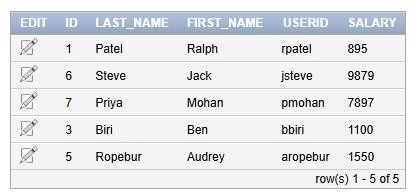 EDIT ID LAST_NAME FIRST_NAME USERID SALARY
1 Patel Ralph rpatel 895
6 Steve Jack jsteve 9879
7 Priya Mohan pmohan 7897
3 Biri Ben bbiri 1100
5 Ropebur Audrey aropebur 1550
row(s) 1 - 5 of 5